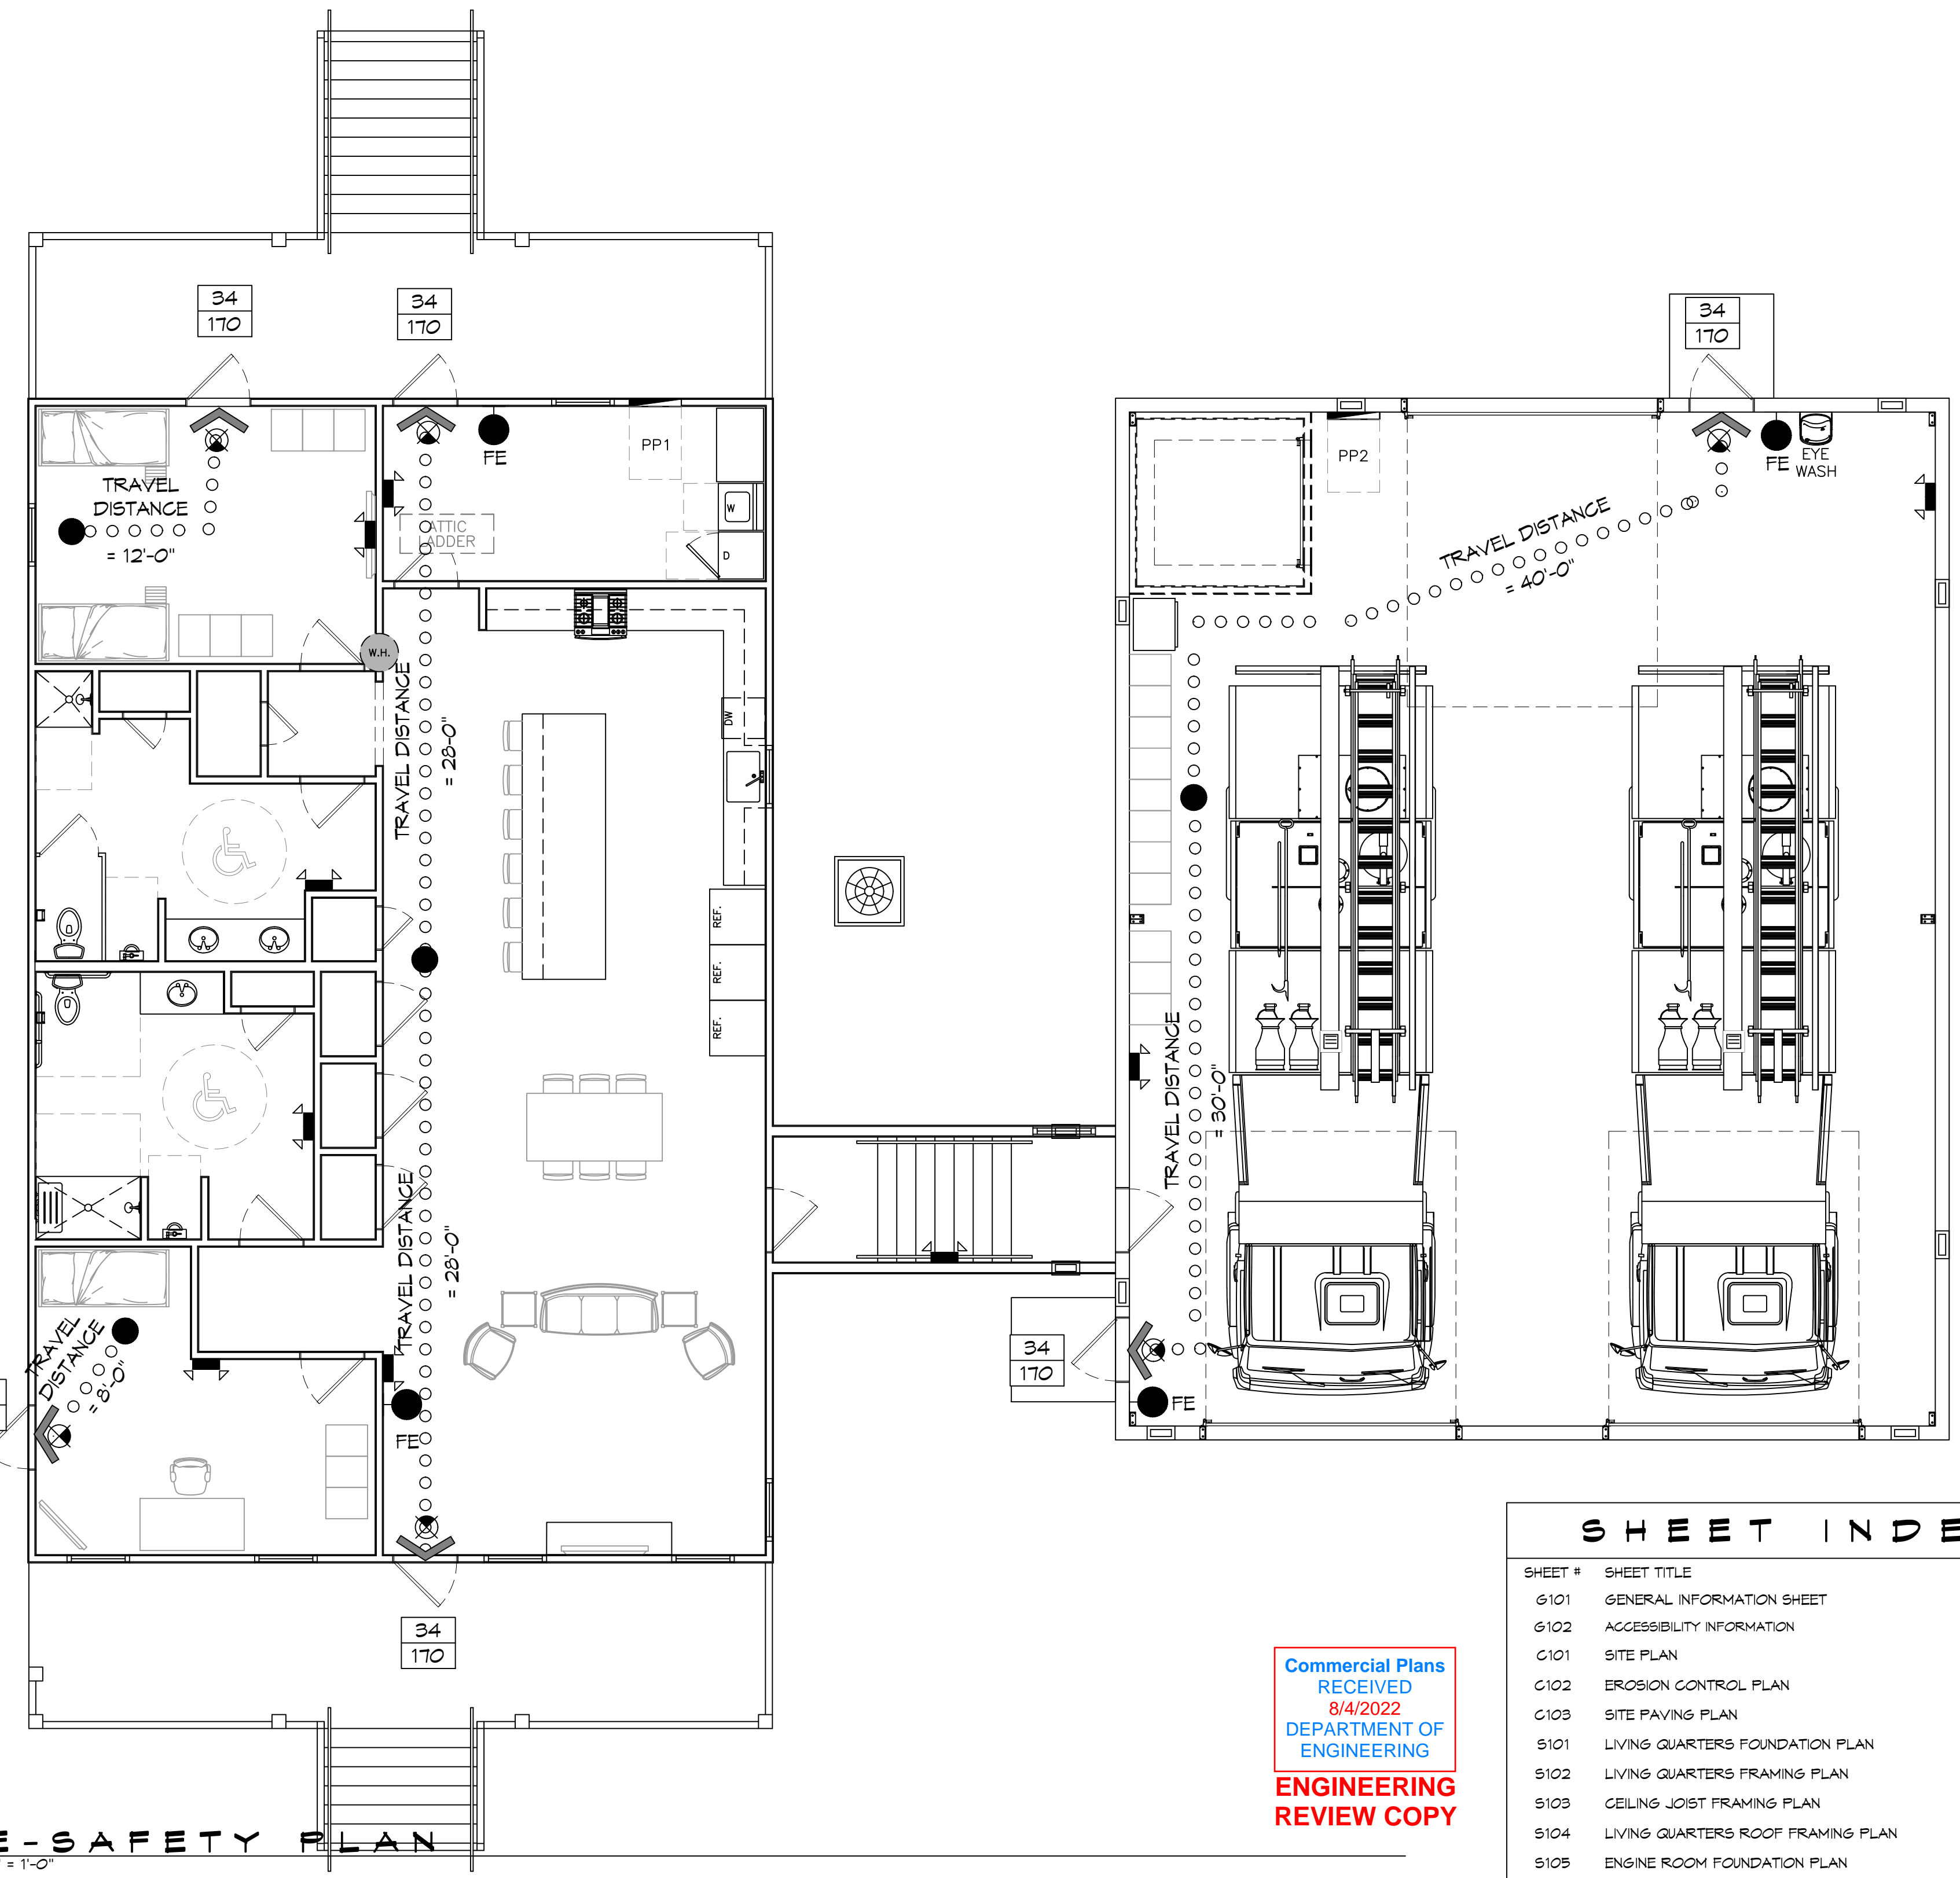 34
170
34
170
34
170
TRAVEL
DISTANCE
= 12'-0"
FE
PP1
ATTIC
LADDER
W
D
W.H.
TRAVEL DISTANCE
= 28'-0"
DW
REF.
REF.
REF.
TRAVEL DISTANCE
= 28'-0"
TRAVEL
DISTANCE
= 8'-0"
FE
34
170
PP2
FE
EYE
WASH
TRAVEL DISTANCE
= 40'-0"
TRAVEL DISTANCE
= 30'-0"
34
170
FE
Commercial Plans
RECEIVED
8/4/2022
DEPARTMENT OF
ENGINEERING
ENGINEERING
REVIEW COPY
E-SAFETY PLAN
" = 1'-0"
SHEET INDE
SHEET # SHEET TITLE
G101 GENERAL INFORMATION SHEET
G102 ACCESSIBILITY INFORMATION
C101 SITE PLAN
C102 EROSION CONTROL PLAN
C103 SITE PAVING PLAN
S101 LIVING QUARTERS FOUNDATION PLAN
S102 LIVING QUARTERS FRAMING PLAN
S103 CEILING JOIST FRAMING PLAN
S104 LIVING QUARTERS ROOF FRAMING PLAN
S105 ENGINE ROOM FOUNDATION PLAN